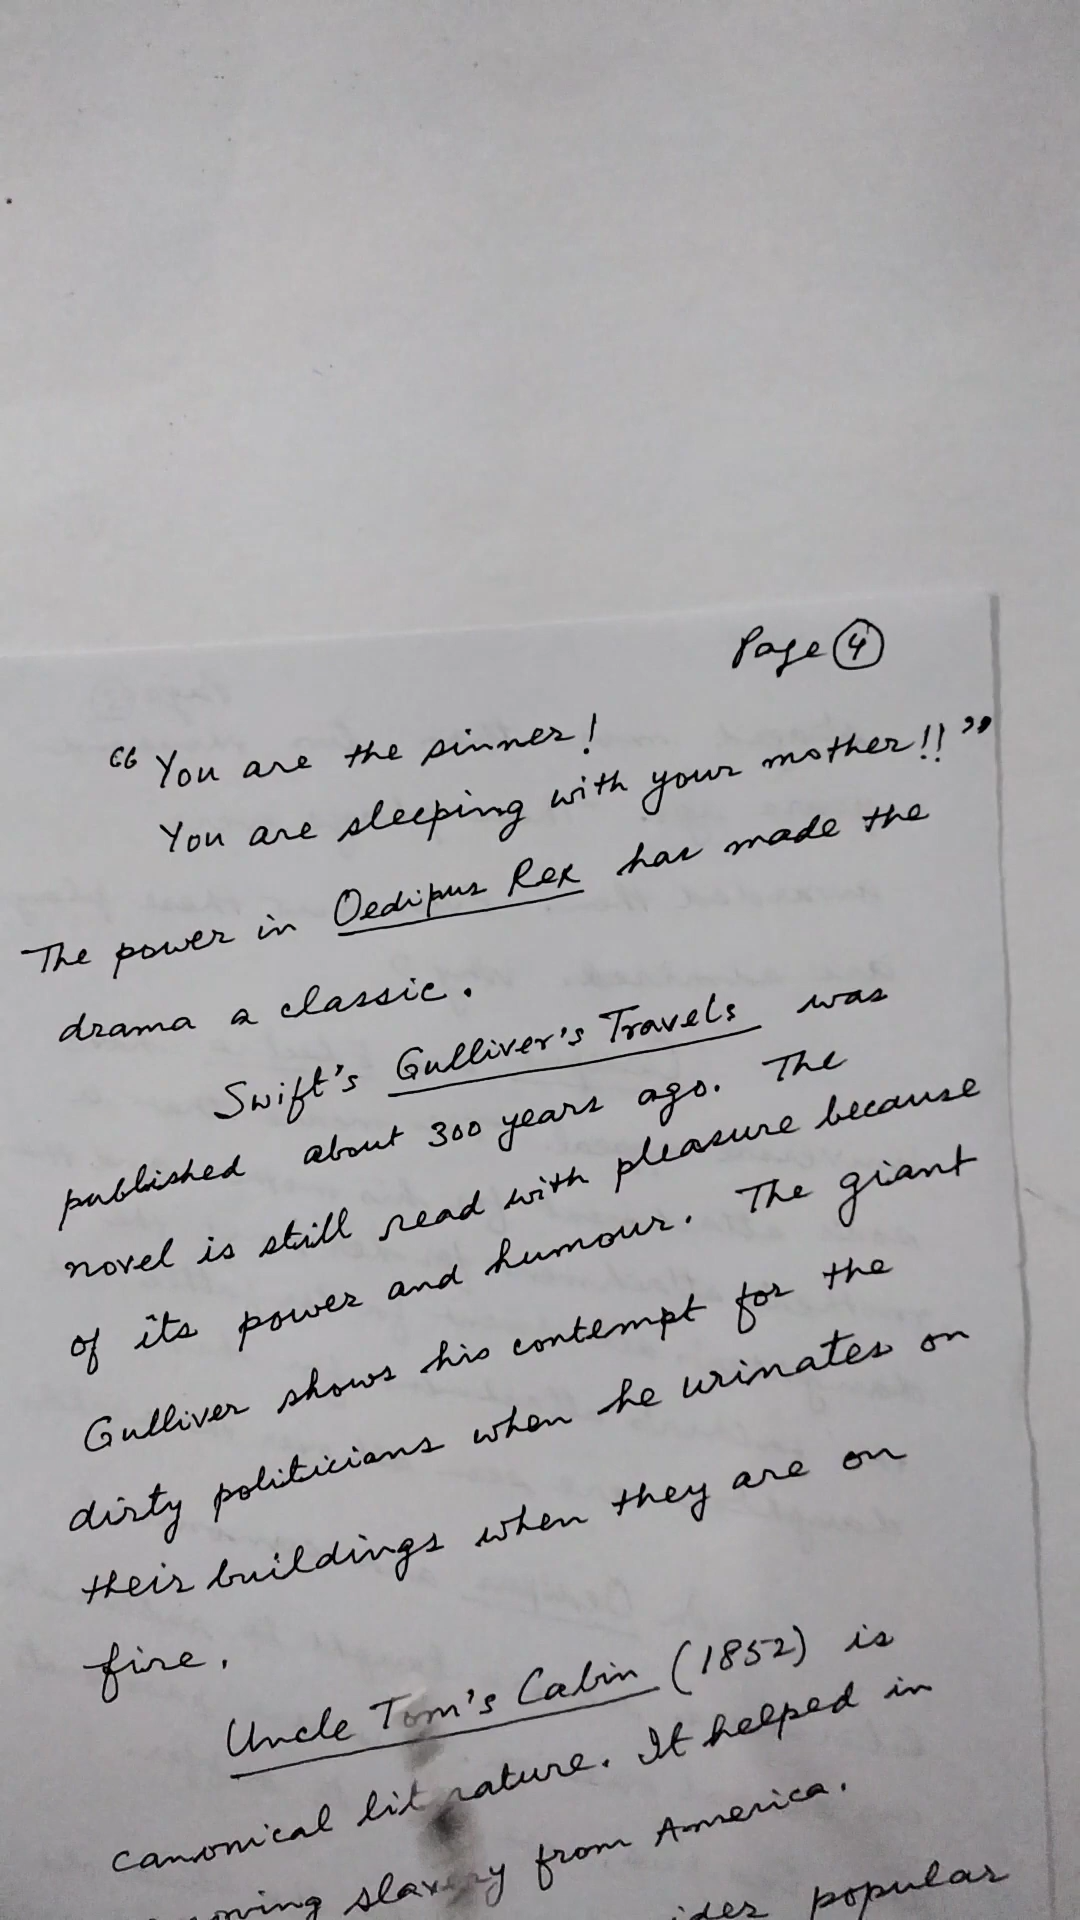 Page 4
“You are the sinner!
You are sleeping with your mother!!”
The power in Oedipus Rex has made the
drama a classic.
Swift's Gulliver's Travels was
published about 300 years ago. The
novel is still read with pleasure because
of its power and humour. The giant
Gulliver shows his contempt for the
dirty politicians when he urinates on
their buildings when they are on
fire.
Uncle Tom's Cabin (1852) is
canonical literature. It helped in
slavery from America.
popular